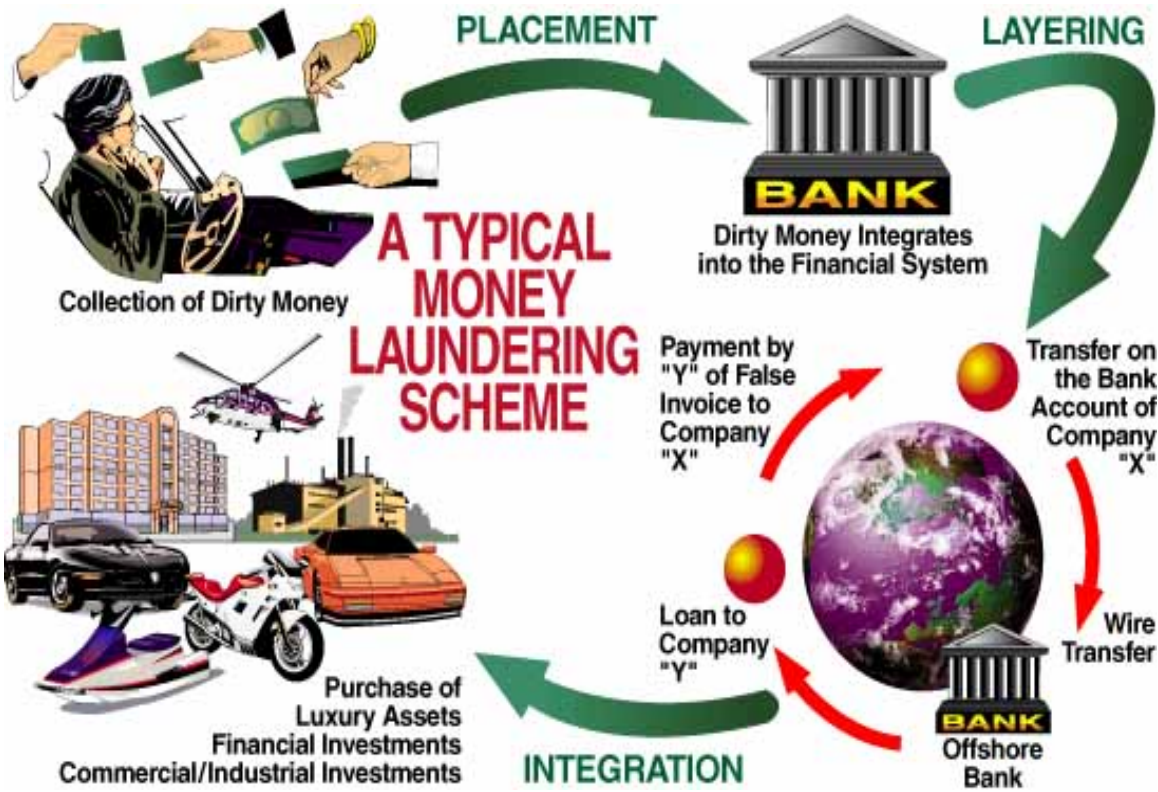 PLACEMENT
LAYERING
BANK
Dirty Money Integrates
into the Financial System
Collection of Dirty Money
A TYPICAL
MONEY
LAUNDERING
SCHEME
Payment by
"Y" of False
Invoice to
Company
"X"
Transfer on
the Bank
Account of
Company
"X"
Loan to
Company
"Y"
Wire
Transfer
BANK
Offshore
Bank
Purchase of
Luxury Assets
Financial Investments
Commercial/Industrial Investments
INTEGRATION